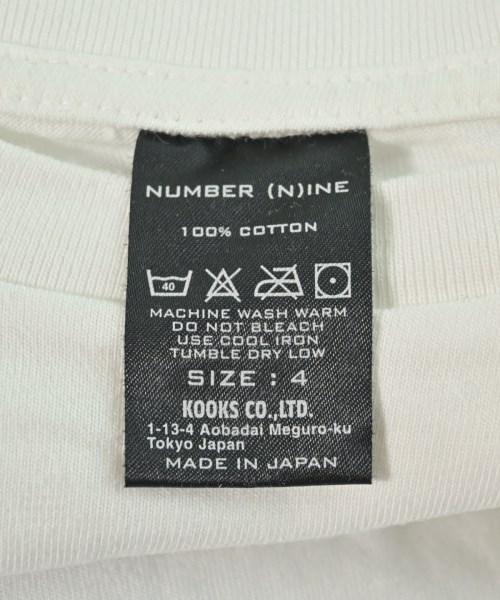 NUMBER (N)INE
100% COTTON
40
MACHINE WASH WARM
DO NOT BLEACH
USE COOL IRON
TUMBLE DRY LOW
SIZE : 4
KOOKS CO.,LTD.
1-13-4 Aobadai Meguro-ku
Tokyo Japan
MADE IN JAPAN